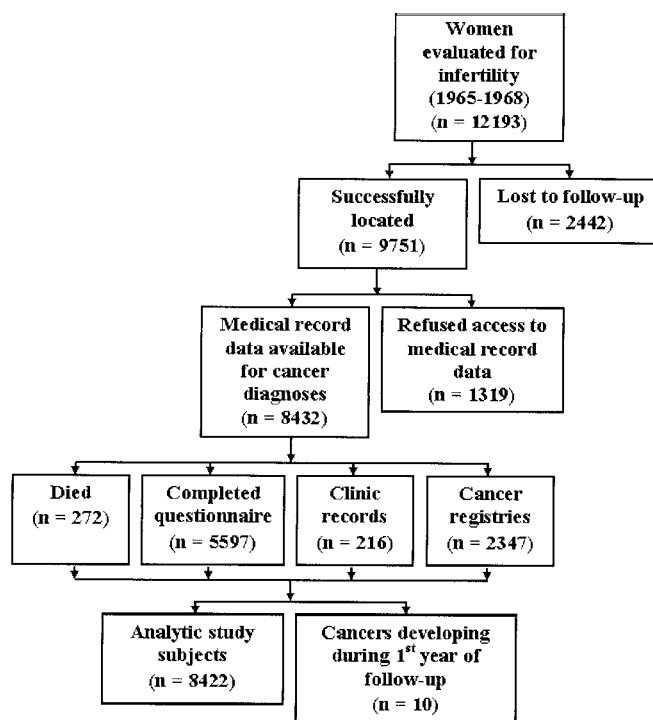 Women
evaluated for
infertility
(1965-1968)
(n = 12193)
Successfully
located
(n = 9751)
Lost to follow-up
(n = 2442)
Medical record
data available
for cancer
diagnoses
(n = 8432)
Refused access to
medical record
data
(n = 1319)
Died
(n = 272)
Completed
questionnaire
(n = 5597)
Clinic
records
(n = 216)
Cancer
registries
(n = 2347)
Analytic study
subjects
(n = 8422)
Cancers developing
during 1st year of
follow-up
(n = 10)